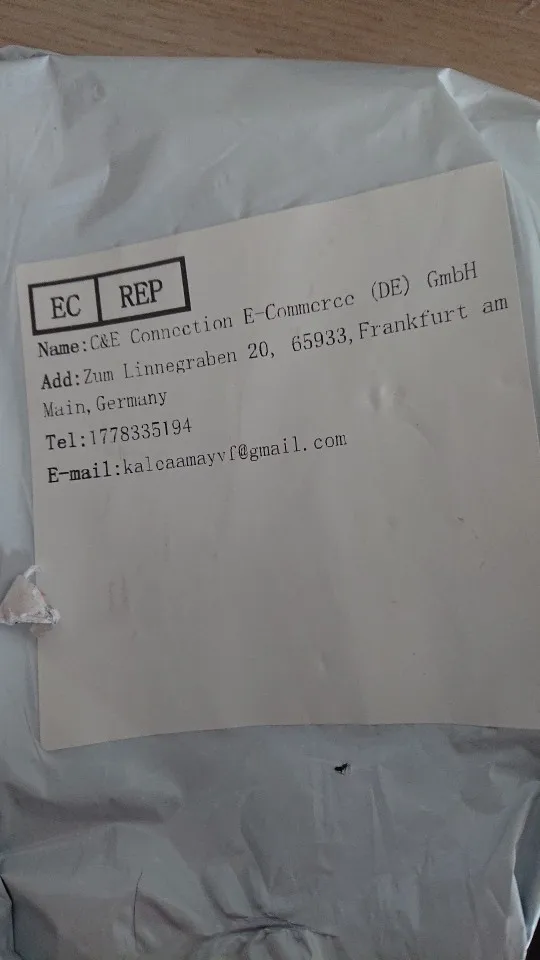 EC REP
Name:C&E Connection E-Commerce (DE) GmbH
Add:Zum Linnegraben 20, 65933,Frankfurt am
Main,Germany
Tel:1778335194
E-mail:kalcaamayvf@gmail.com